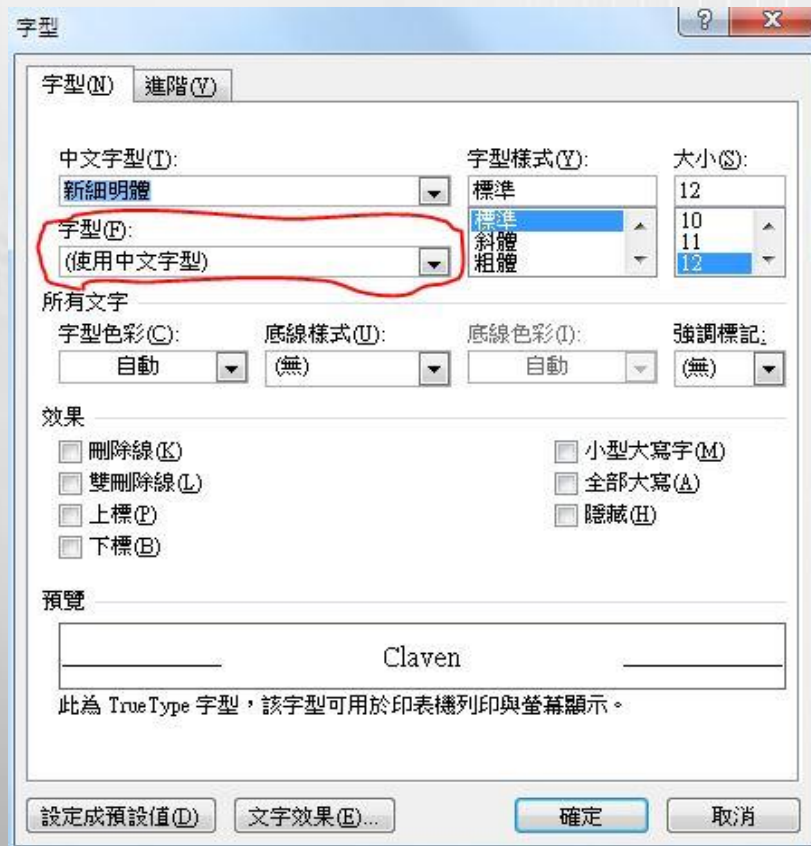 字型
字型(N) 進階(V)
中文字型(T): 字型樣式(Y): 大小(S):
新細明體 標準 12
字型(F): 標準 10
斜體 11
(使用中文字型) 粗體 12
所有文字
字型色彩(C): 底線樣式(U): 底線色彩(I): 強調標記:
自動 (無) 自動 (無)
效果
刪除線(K) 小型大寫字(M)
雙刪除線(L) 全部大寫(A)
上標(P) 隱藏(H)
下標(B)
預覽
Claven
此為 TrueType 字型，該字型可用於印表機列印與螢幕顯示。
設定成預設值(D) 文字效果(E)... 確定 取消